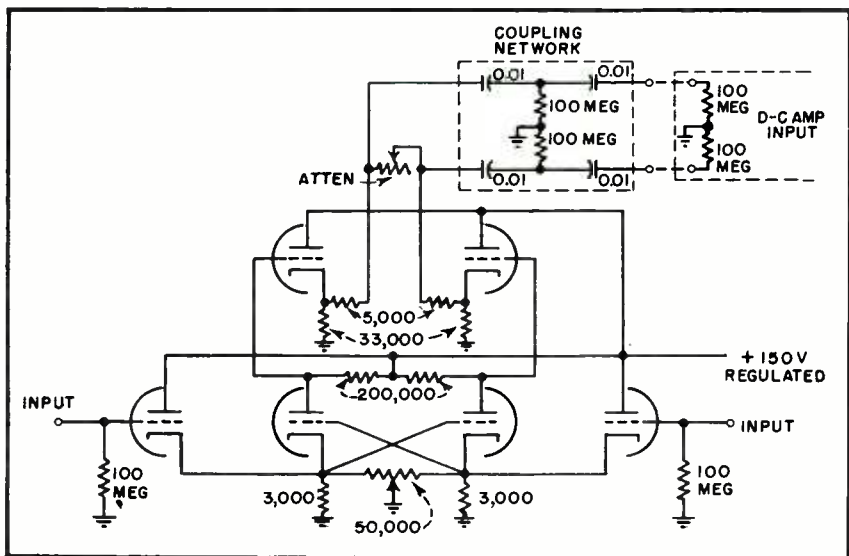 COUPLING
NETWORK
0.01
0.01
100 MEG
100 MEG
0.01
0.01
100
MEG
D-C AMP
INPUT
100
MEG
ATTEN
5,000
33,000
+150V
REGULATED
200,000
INPUT
INPUT
100
MEG
3,000
3,000
50,000
100
MEG